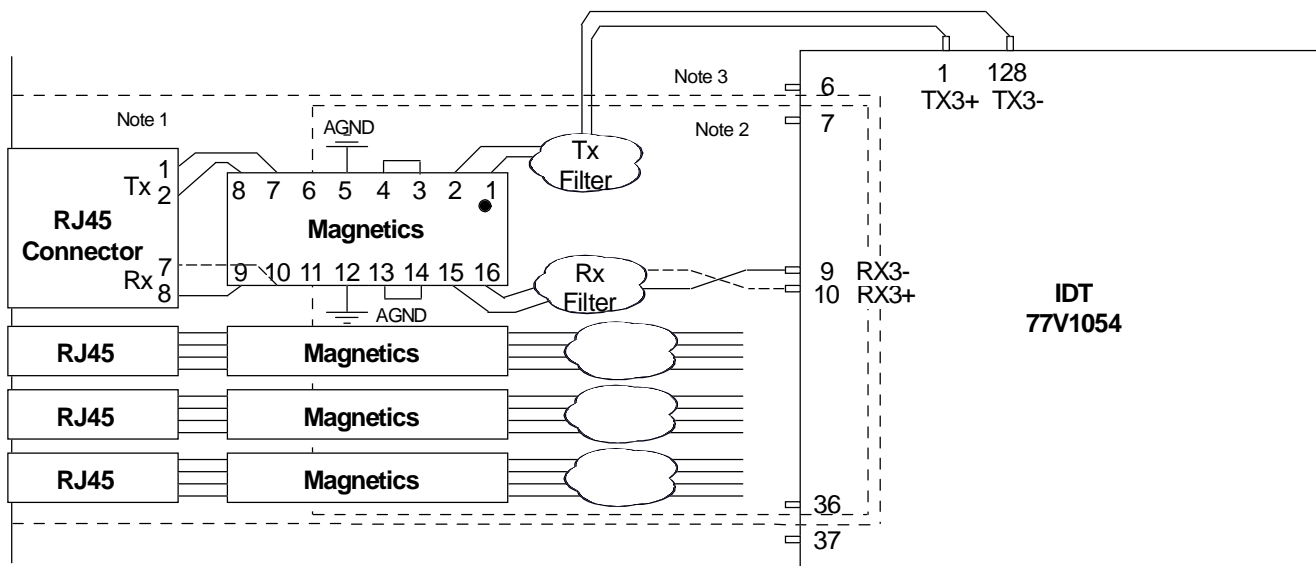 1 128
TX3+ TX3-
6
7
Note 3
Note 2
Note 1
AGND
Tx
Filter
1
Tx 2
RJ45
Connector
7
Rx 8
8 7 6 5 4 3 2 1
Magnetics
9 10 11 12 13 14 15 16
AGND
Rx
Filter
9 RX3-
10 RX3+
IDT
77V1054
RJ45 Magnetics
RJ45 Magnetics
RJ45 Magnetics
36
37